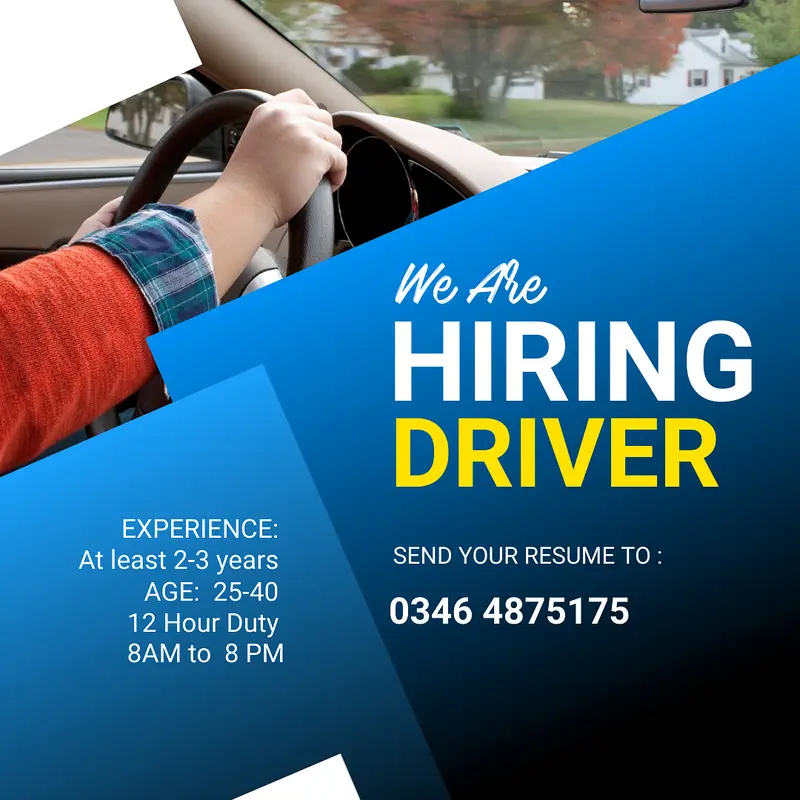 We Are
HIRING
DRIVER
EXPERIENCE:
At least 2-3 years
AGE: 25-40
12 Hour Duty
8AM to 8 PM
SEND YOUR RESUME TO :
0346 4875175